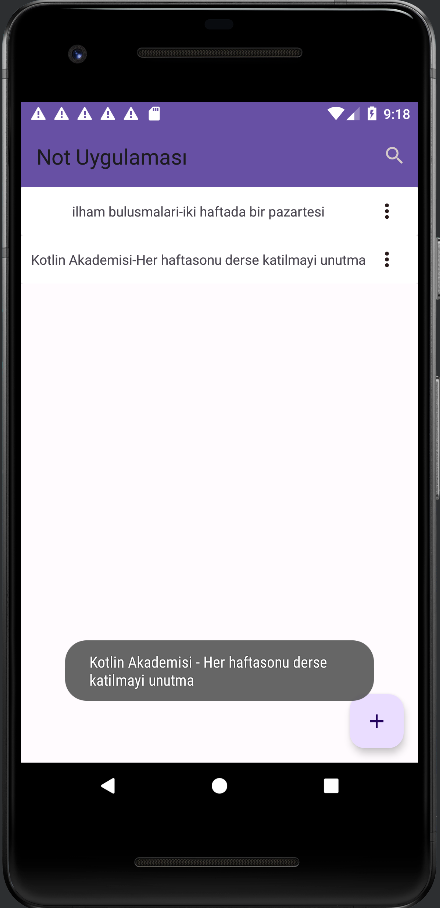 9:18
Not Uygulaması
ilham bulusmalari-iki haftada bir pazartesi
Kotlin Akademisi-Her haftasonu derse katilmayi unutma
Kotlin Akademisi - Her haftasonu derse
katilmayi unutma